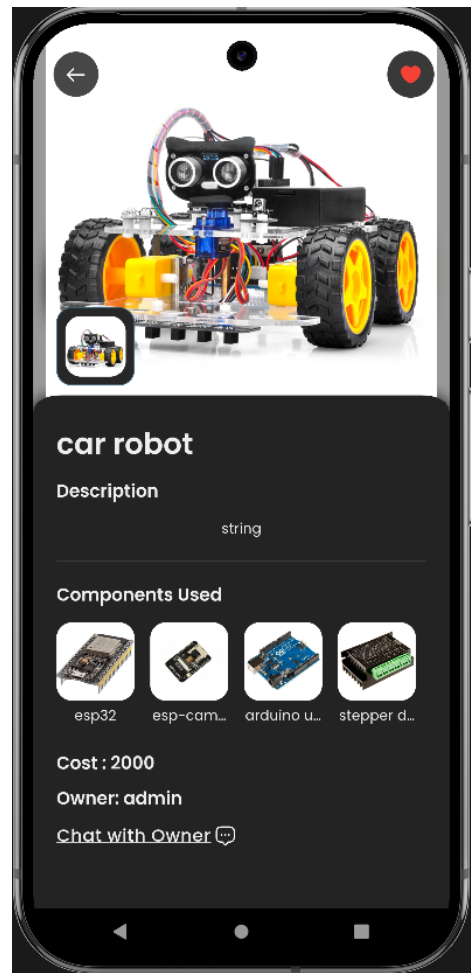 car robot
Description
string
Components Used
esp32 esp-cam... arduino u... stepper d...
Cost : 2000
Owner: admin
Chat with Owner